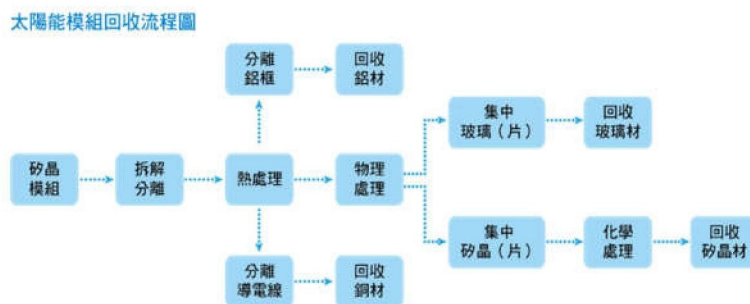 太陽能模組回收流程圖
分離
鋁框
回收
鋁材
集中
玻璃（片）
回收
玻璃材
矽晶
模組
拆解
分離
熱處理
物理
處理
集中
矽晶（片）
化學
處理
回收
矽晶材
分離
導電線
回收
銅材